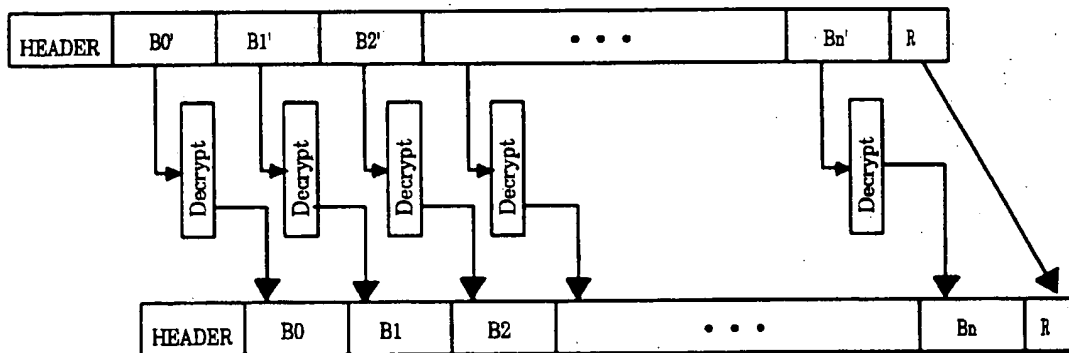 HEADER B0' B1' B2' • • • Bn' R
Decrypt Decrypt Decrypt Decrypt Decrypt
HEADER B0 B1 B2 • • • Bn R